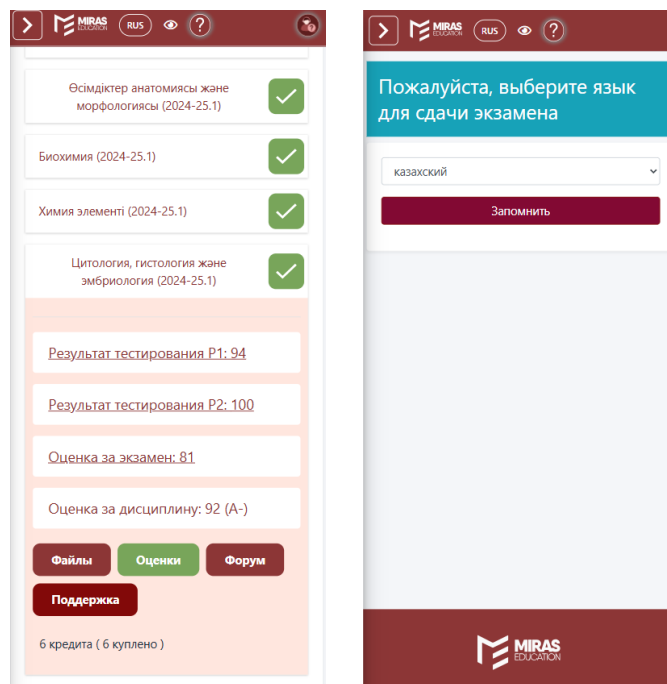 MIRAS
EDUCATION
RUS
?
Өсімдіктер анатомиясы және
морфологиясы (2024-25.1)
Биохимия (2024-25.1)
Химия элементі (2024-25.1)
Цитология, гистология және
эмбриология (2024-25.1)
Результат тестирования Р1: 94
Результат тестирования Р2: 100
Оценка за экзамен: 81
Оценка за дисциплину: 92 (А-)
Файлы
Оценки
Форум
Поддержка
6 кредита ( 6 куплено )
MIRAS
EDUCATION
RUS
?
Пожалуйста, выберите язык
для сдачи экзамена
казахский
Запомнить
MIRAS
EDUCATION